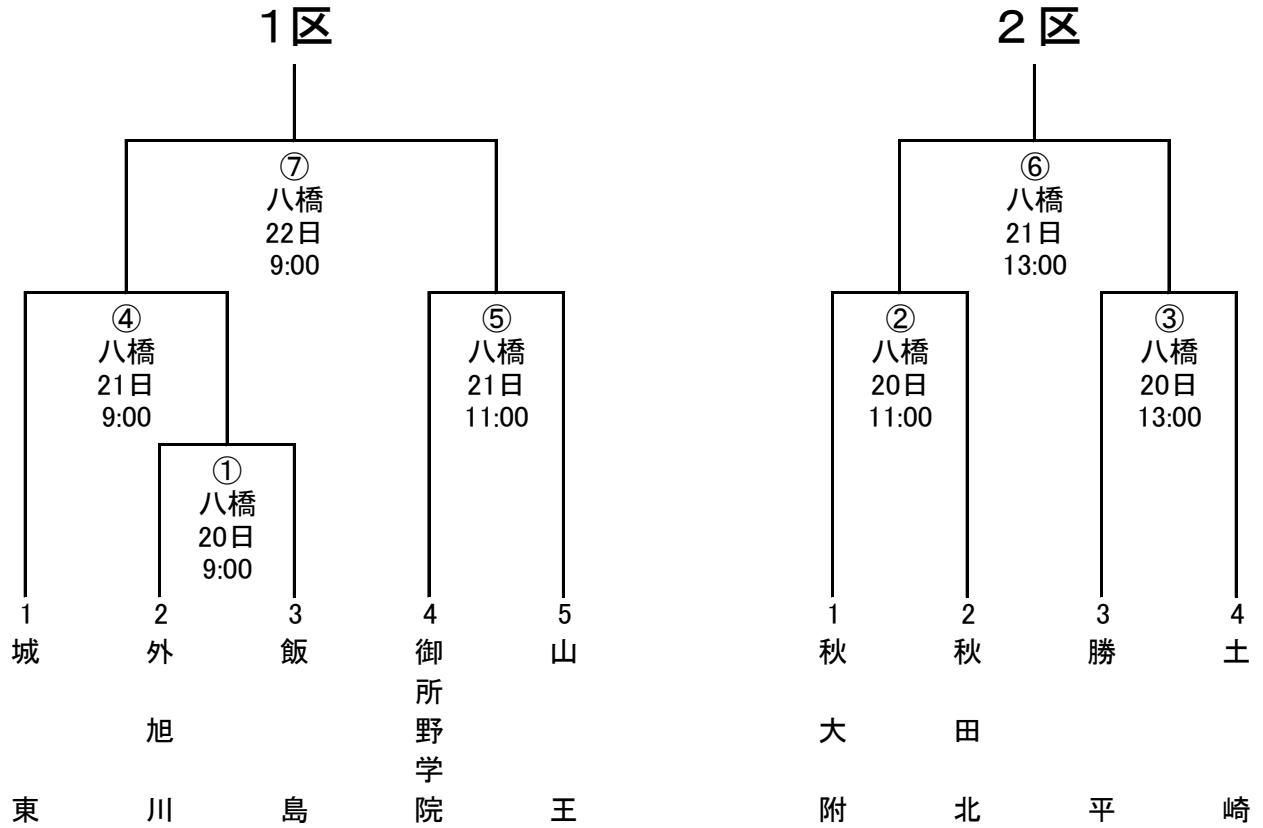 1区
⑦
八橋
22日
9:00
④
八橋
21日
9:00
⑤
八橋
21日
11:00
①
八橋
20日
9:00
1
城東
2
外旭川
3
飯島
4
御所野学院
5
山王
2区
⑥
八橋
21日
13:00
②
八橋
20日
11:00
③
八橋
20日
13:00
1
秋大附
2
秋田北
3
勝平
4
土崎